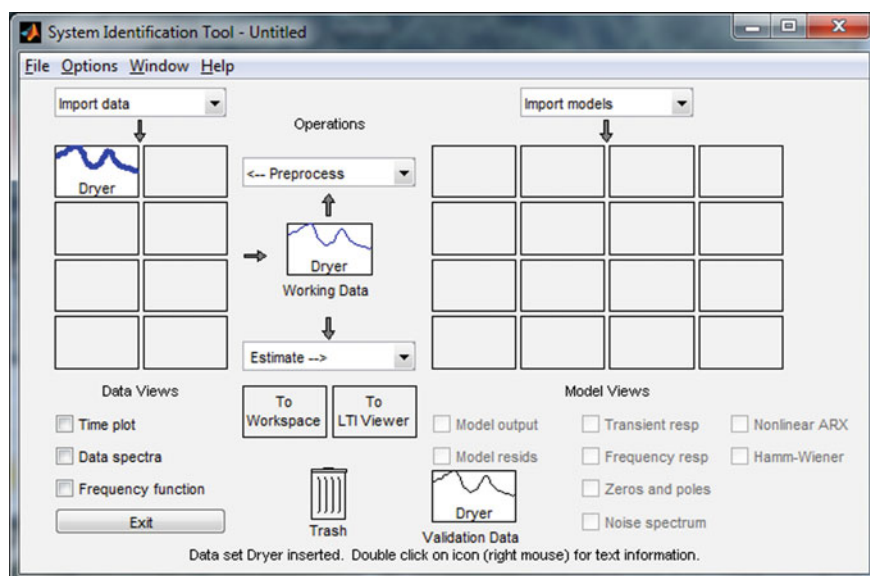 System Identification Tool - Untitled
File Options Window Help
Import data
Import models
Operations
Dryer
<-- Preprocess
Dryer
Working Data
Estimate -->
Data Views
To Workspace
To LTI Viewer
Model Views
Time plot
Model output
Transient resp
Nonlinear ARX
Data spectra
Model resids
Frequency resp
Hamm-Wiener
Frequency function
Zeros and poles
Exit
Trash
Dryer
Validation Data
Noise spectrum
Data set Dryer inserted. Double click on icon (right mouse) for text information.